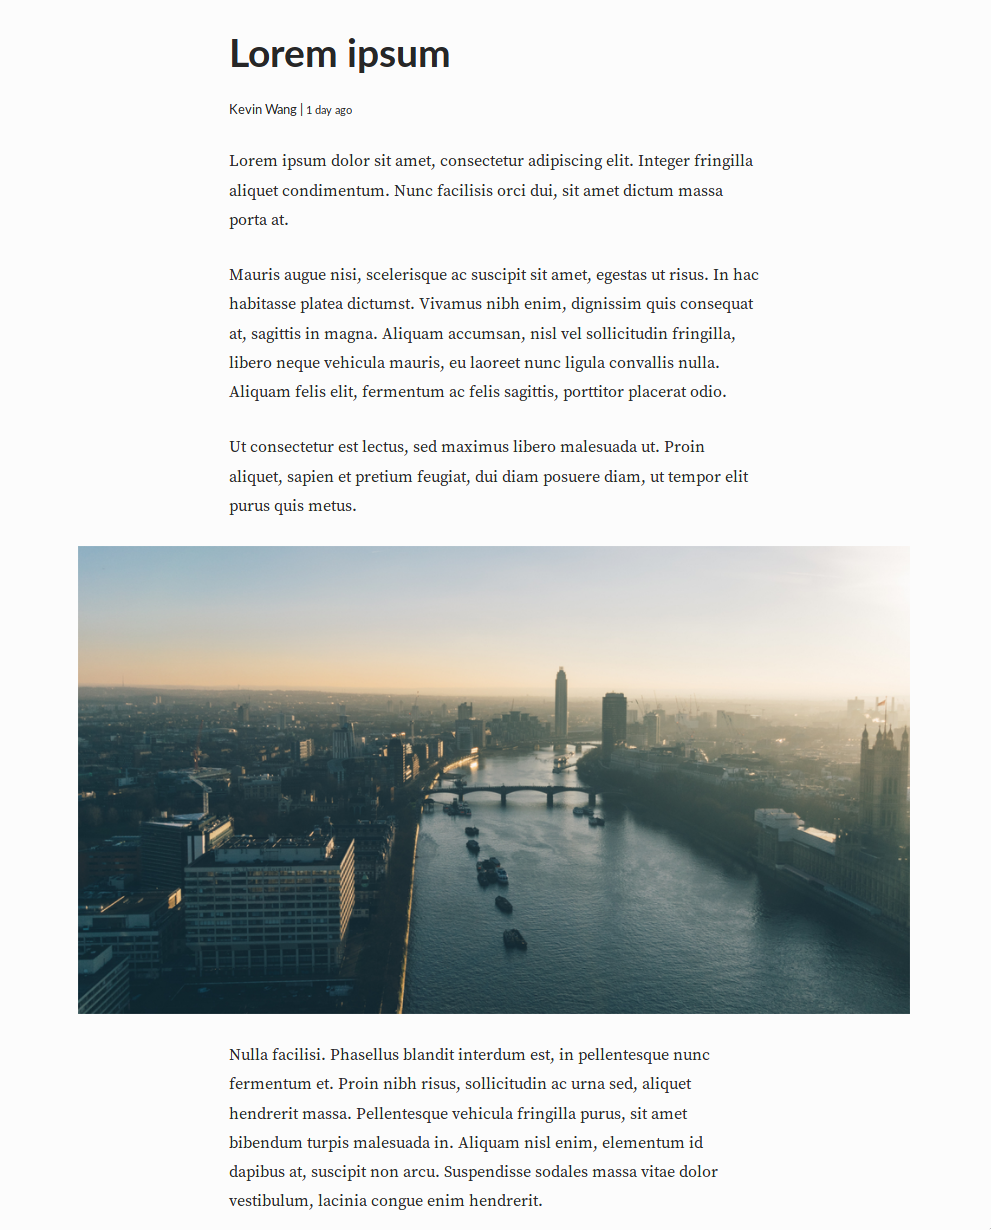 Lorem ipsum
Kevin Wang | 1 day ago
Lorem ipsum dolor sit amet, consectetur adipiscing elit. Integer fringilla
aliquet condimentum. Nunc facilisis orci dui, sit amet dictum massa
porta at.
Mauris augue nisi, scelerisque ac suscipit sit amet, egestas ut risus. In hac
habitasse platea dictumst. Vivamus nibh enim, dignissim quis consequat
at, sagittis in magna. Aliquam accumsan, nisl vel sollicitudin fringilla,
libero neque vehicula mauris, eu laoreet nunc ligula convallis nulla.
Aliquam felis elit, fermentum ac felis sagittis, porttitor placerat odio.
Ut consectetur est lectus, sed maximus libero malesuada ut. Proin
aliquet, sapien et pretium feugiat, dui diam posuere diam, ut tempor elit
purus quis metus.
Nulla facilisi. Phasellus blandit interdum est, in pellentesque nunc
fermentum et. Proin nibh risus, sollicitudin ac urna sed, aliquet
hendrerit massa. Pellentesque vehicula fringilla purus, sit amet
bibendum turpis malesuada in. Aliquam nisl enim, elementum id
dapibus at, suscipit non arcu. Suspendisse sodales massa vitae dolor
vestibulum, lacinia congue enim hendrerit.